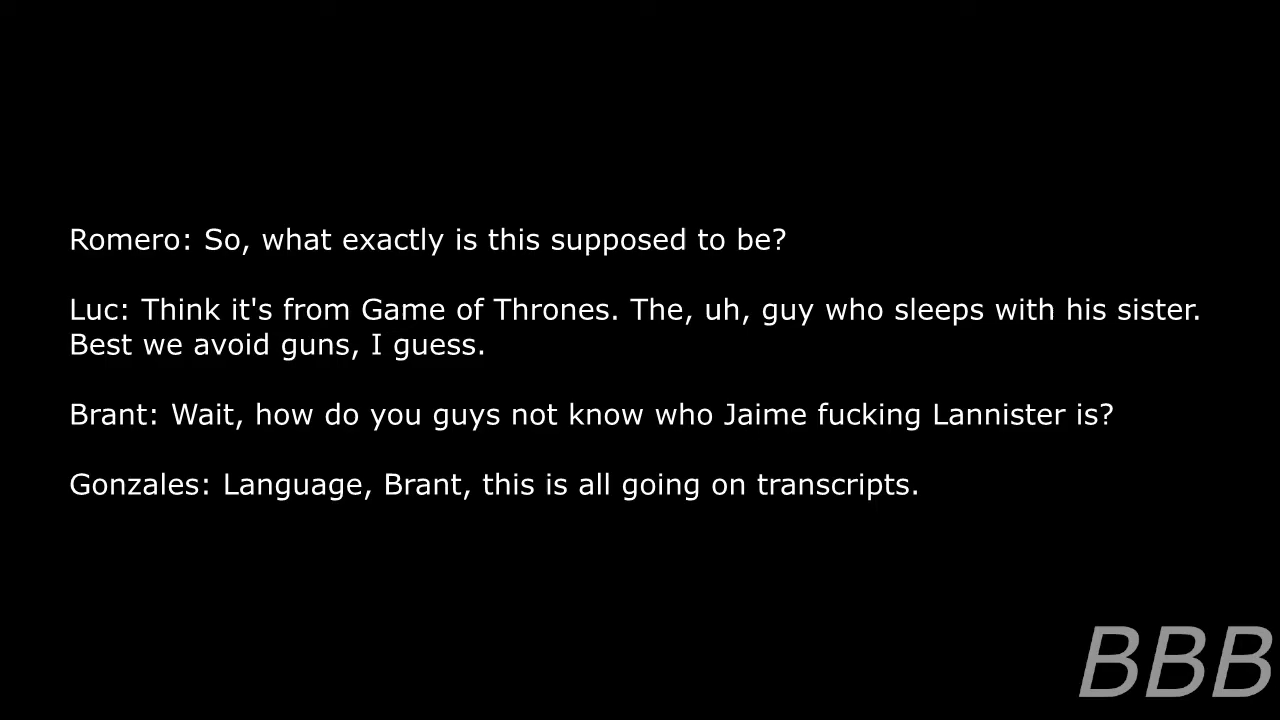 Romero: So, what exactly is this supposed to be?
Luc: Think it's from Game of Thrones. The, uh, guy who sleeps with his sister.
Best we avoid guns, I guess.
Brant: Wait, how do you guys not know who Jaime fucking Lannister is?
Gonzales: Language, Brant, this is all going on transcripts.
BBB